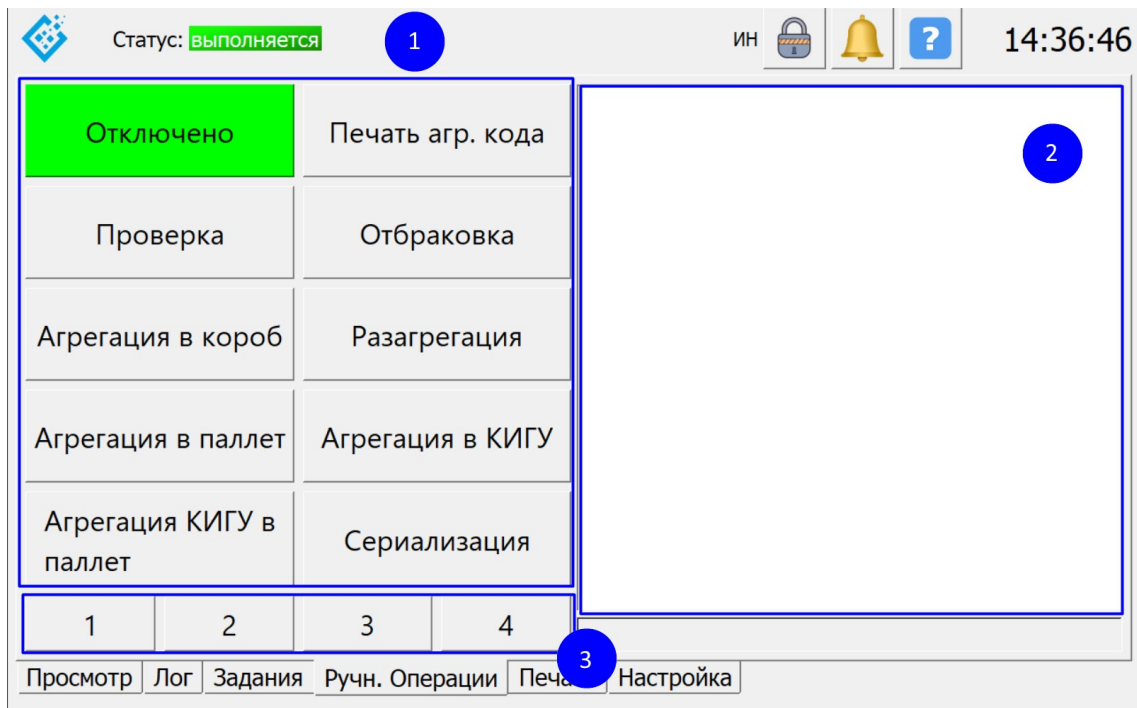 Статус: выполняется
1
ИН
?
14:36:46
Отключено
Печать агр. кода
2
Проверка
Отбраковка
Агрегация в короб
Разагрегация
Агрегация в паллет
Агрегация в КИГУ
Агрегация КИГУ в
паллет
Сериализация
1
2
3
4
3
Просмотр
Лог
Задания
Ручн. Операции
Настройка